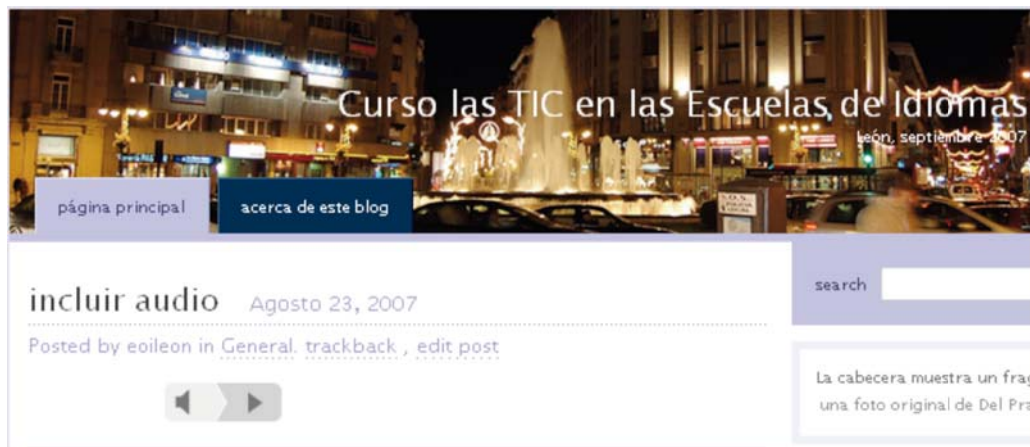 Curso las TIC en las Escuelas de Idiomas
León, septiembre 2007
página principal
acerca de este blog
incluir audio Agosto 23, 2007
search
Posted by eoileon in General. trackback , edit post
La cabecera muestra un frag
una foto original de Del Pra